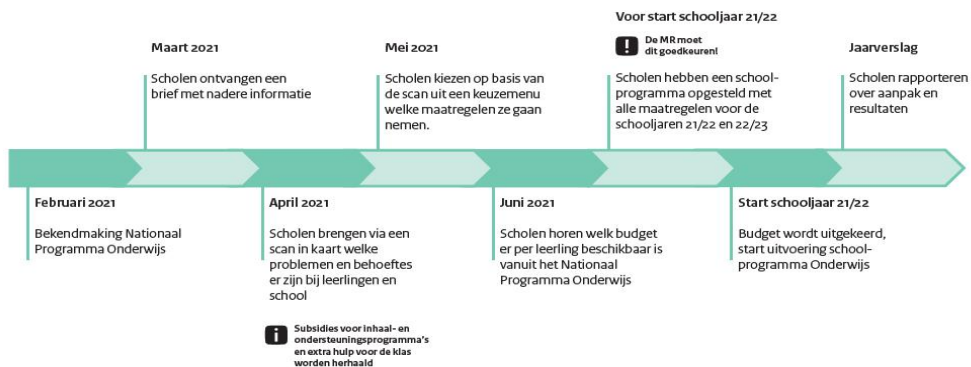 Voor start schooljaar 21/22
De MR moet
dit goedkeuren!
Maart 2021
Mei 2021
Jaarverslag
Scholen ontvangen een
brief met nadere informatie
Scholen kiezen op basis van
de scan uit een keuzemenu
welke maatregelen ze gaan
nemen.
Scholen hebben een school-
programma opgesteld met
alle maatregelen voor de
schooljaren 21/22 en 22/23
Scholen rapporteren
over aanpak en
resultaten
Februari 2021
Bekendmaking Nationaal
Programma Onderwijs
April 2021
Scholen brengen via een
scan in kaart welke
problemen en behoeftes
er zijn bij leerlingen en
school
i Subsidies voor inhaal- en
ondersteuningsprogramma's
en extra hulp voor de klas
worden herhaald
Juni 2021
Scholen horen welk budget
er per leerling beschikbaar is
vanuit het Nationaal
Programma Onderwijs
Start schooljaar 21/22
Budget wordt uitgekeerd,
start uitvoering school-
programma Onderwijs